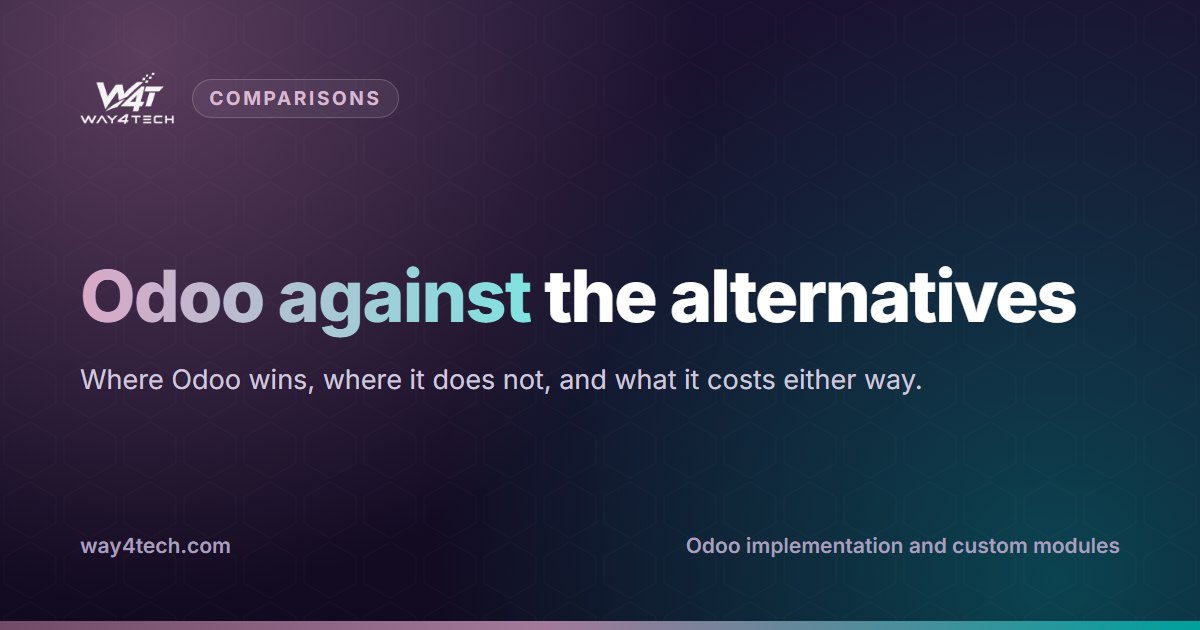 W4T
WAY4TECH
COMPARISONS
Odoo against the alternatives
Where Odoo wins, where it does not, and what it costs either way.
way4tech.com
Odoo implementation and custom modules